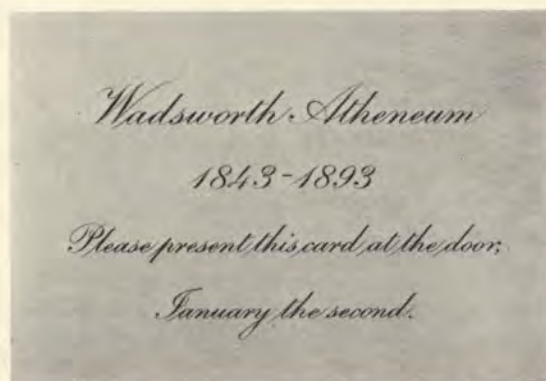 Wadsworth Atheneum
1843-1893
Please present this card at the door,
January the second.